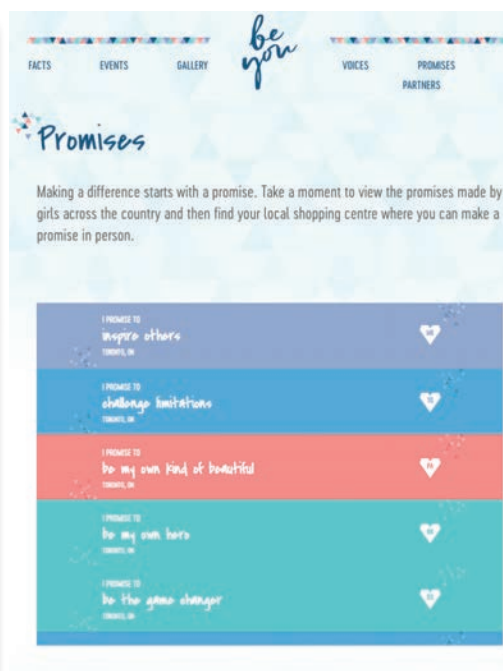 be
you
FACTS EVENTS GALLERY VOICES PROMISES
PARTNERS
Promises
Making a difference starts with a promise. Take a moment to view the promises made by
girls across the country and then find your local shopping centre where you can make a
promise in person.
I PROMISE TO
inspire others
TORONTO, ON
I PROMISE TO
challenge limitations
TORONTO, ON
I PROMISE TO
be my own kind of beautiful
TORONTO, ON
I PROMISE TO
be my own hero
TORONTO, ON
I PROMISE TO
be the game changer
TORONTO, ON